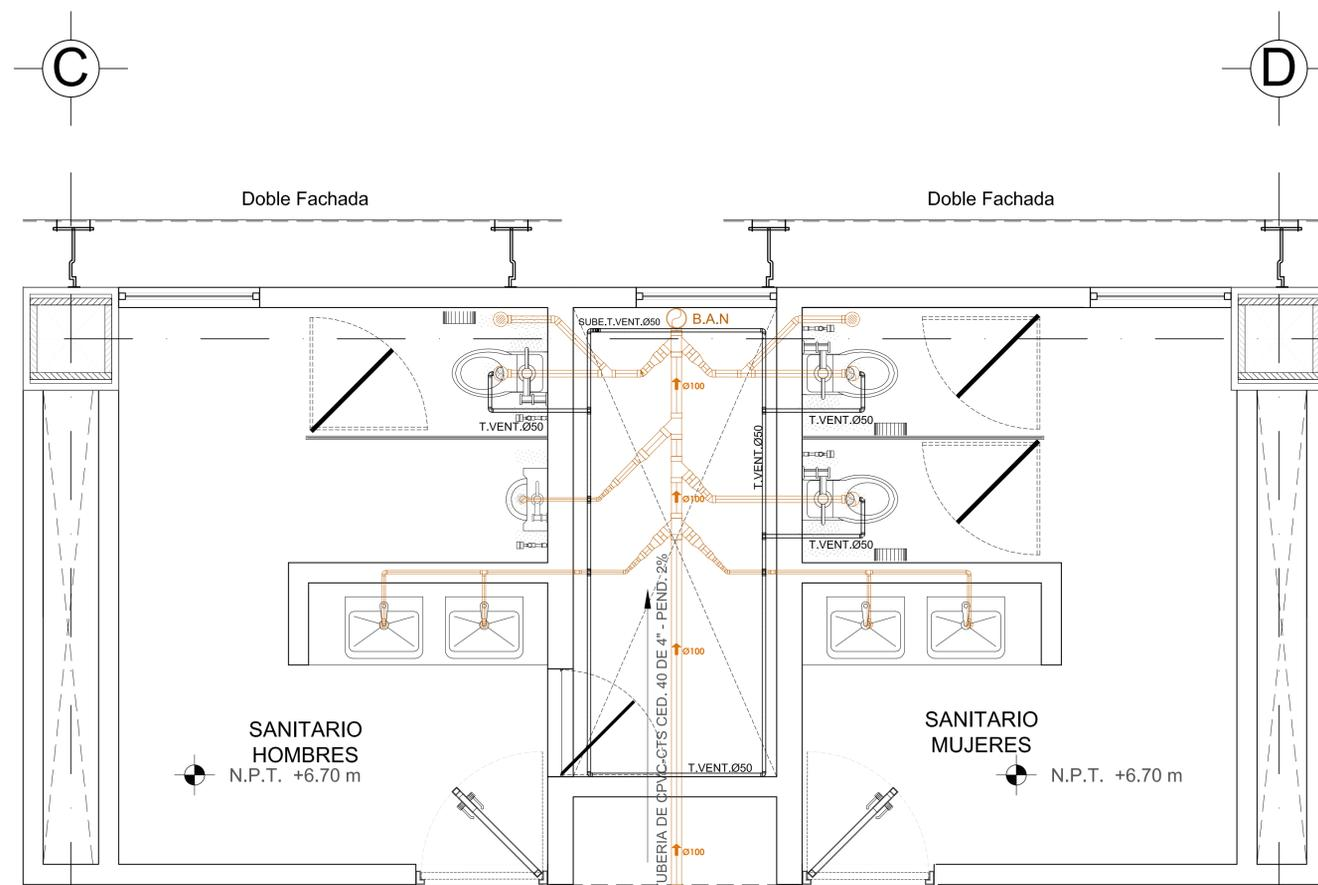 C
D
Doble Fachada
Doble Fachada
SUBE.T.VENT.Ø50
B.A.N
Ø100
T.VENT.Ø50
T.VENT.Ø50
T.VENT.Ø50
Ø100
T.VENT.Ø50
Ø100
UBERIA DE CPVC-CTS CED. 40 DE 4" - PEND. 2%
SANITARIO
HOMBRES
N.P.T. +6.70 m
SANITARIO
MUJERES
N.P.T. +6.70 m
T.VENT.Ø50
Ø100